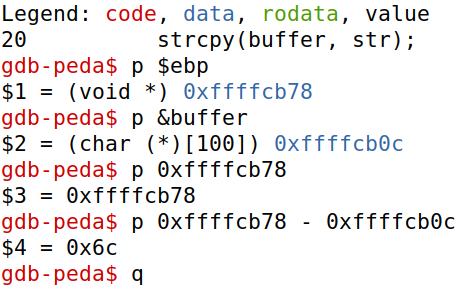 Legend: code, data, rodata, value
20          strcpy(buffer, str);
gdb-peda$ p $ebp
$1 = (void *) 0xffffcb78
gdb-peda$ p &buffer
$2 = (char (*)[100]) 0xffffcb0c
gdb-peda$ p 0xffffcb78
$3 = 0xffffcb78
gdb-peda$ p 0xffffcb78 - 0xffffcb0c
$4 = 0x6c
gdb-peda$ q